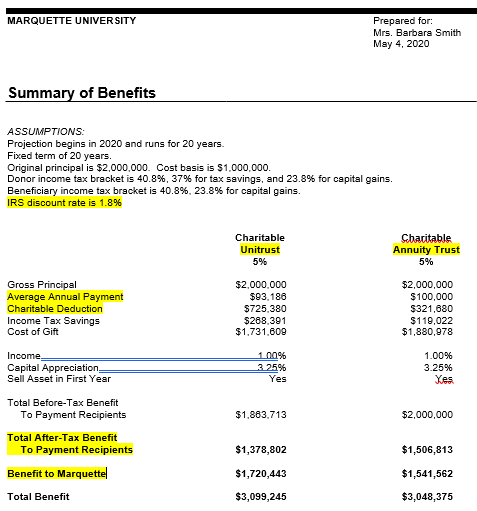 MARQUETTE UNIVERSITY Prepared for:
Mrs. Barbara Smith
May 4, 2020
Summary of Benefits
ASSUMPTIONS:
Projection begins in 2020 and runs for 20 years.
Fixed term of 20 years.
Original principal is $2,000,000. Cost basis is $1,000,000.
Donor income tax bracket is 40.8%, 37% for tax savings, and 23.8% for capital gains.
Beneficiary income tax bracket is 40.8%, 23.8% for capital gains.
IRS discount rate is 1.8%
Charitable Charitable
Unitrust Annuity Trust
5% 5%
Gross Principal $2,000,000 $2,000,000
Average Annual Payment $93,186 $100,000
Charitable Deduction $725,380 $321,680
Income Tax Savings $268,391 $119,022
Cost of Gift $1,731,609 $1,880,978
Income 1.00% 1.00%
Capital Appreciation 3.25% 3.25%
Sell Asset in First Year Yes Yes
Total Before-Tax Benefit
To Payment Recipients $1,863,713 $2,000,000
Total After-Tax Benefit
To Payment Recipients $1,378,802 $1,506,813
Benefit to Marquette $1,720,443 $1,541,562
Total Benefit $3,099,245 $3,048,375